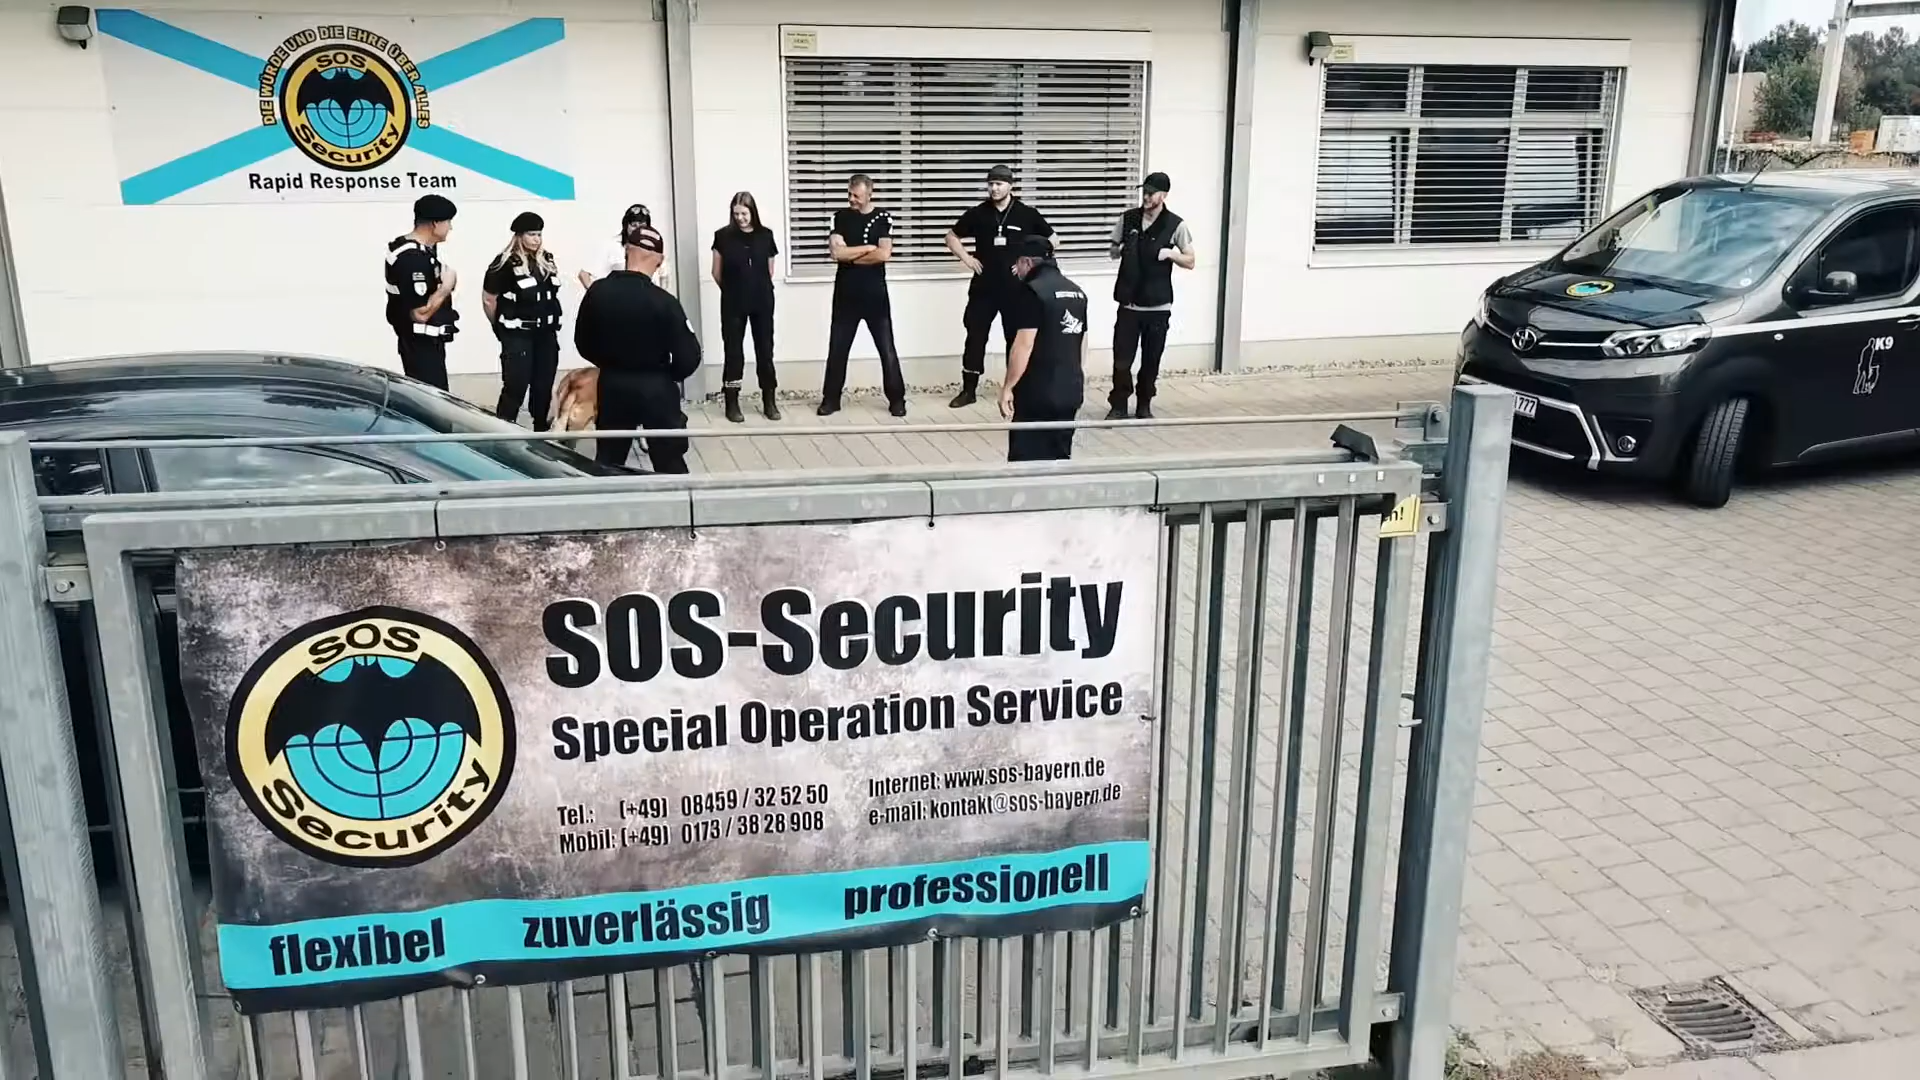 DIE WÜRDE UND DIE EHRE ÜBER ALLES
SOS
Security
Rapid Response Team
K9
777
n!
SOS
Security
SOS-Security
Special Operation Service
Tel.: (+49) 08459 / 32 52 50
Mobil: (+49) 0173 / 38 28 908
Internet: www.sos-bayern.de
e-mail: kontakt@sos-bayern.de
flexibel zuverlässig professionell